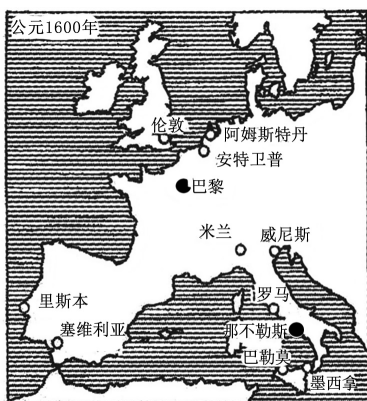 公元1600年
伦敦
阿姆斯特丹
安特卫普
巴黎
米兰
威尼斯
里斯本
罗马
塞维利亚
那不勒斯
巴勒莫
墨西拿